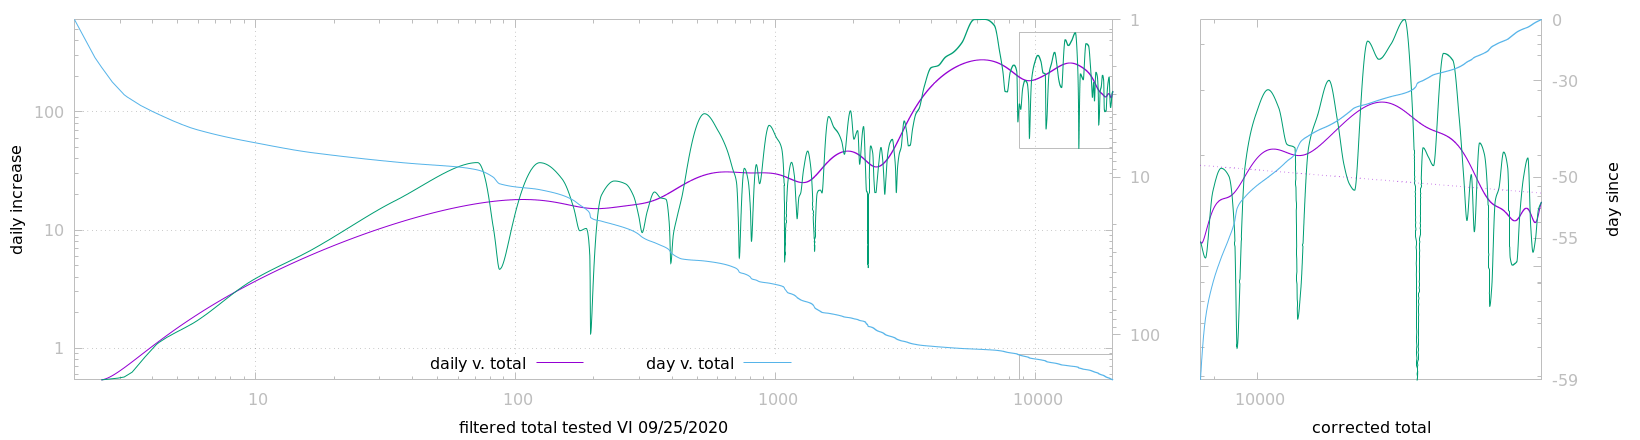 daily increase
100
10
1
daily v. total
day v. total
10
100
1000
10000
filtered total tested VI 09/25/2020
1
10
100
10000
corrected total
0
-30
-50
-55
-59
day since